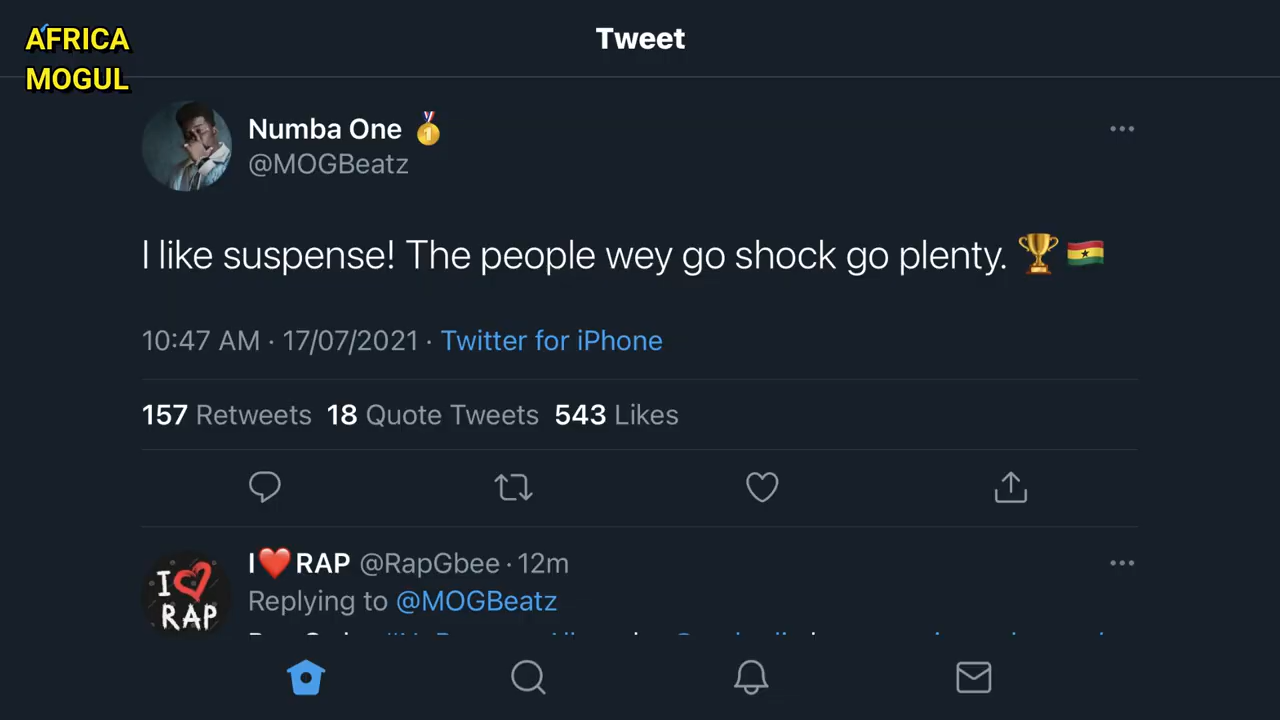 AFRICA
MOGUL
Tweet
Numba One 🥇
@MOGBeatz
I like suspense! The people wey go shock go plenty. 🏆🇬🇭
10:47 AM · 17/07/2021 · Twitter for iPhone
157 Retweets 18 Quote Tweets 543 Likes
I❤️RAP @RapGbee · 12m
I RAP
Replying to @MOGBeatz